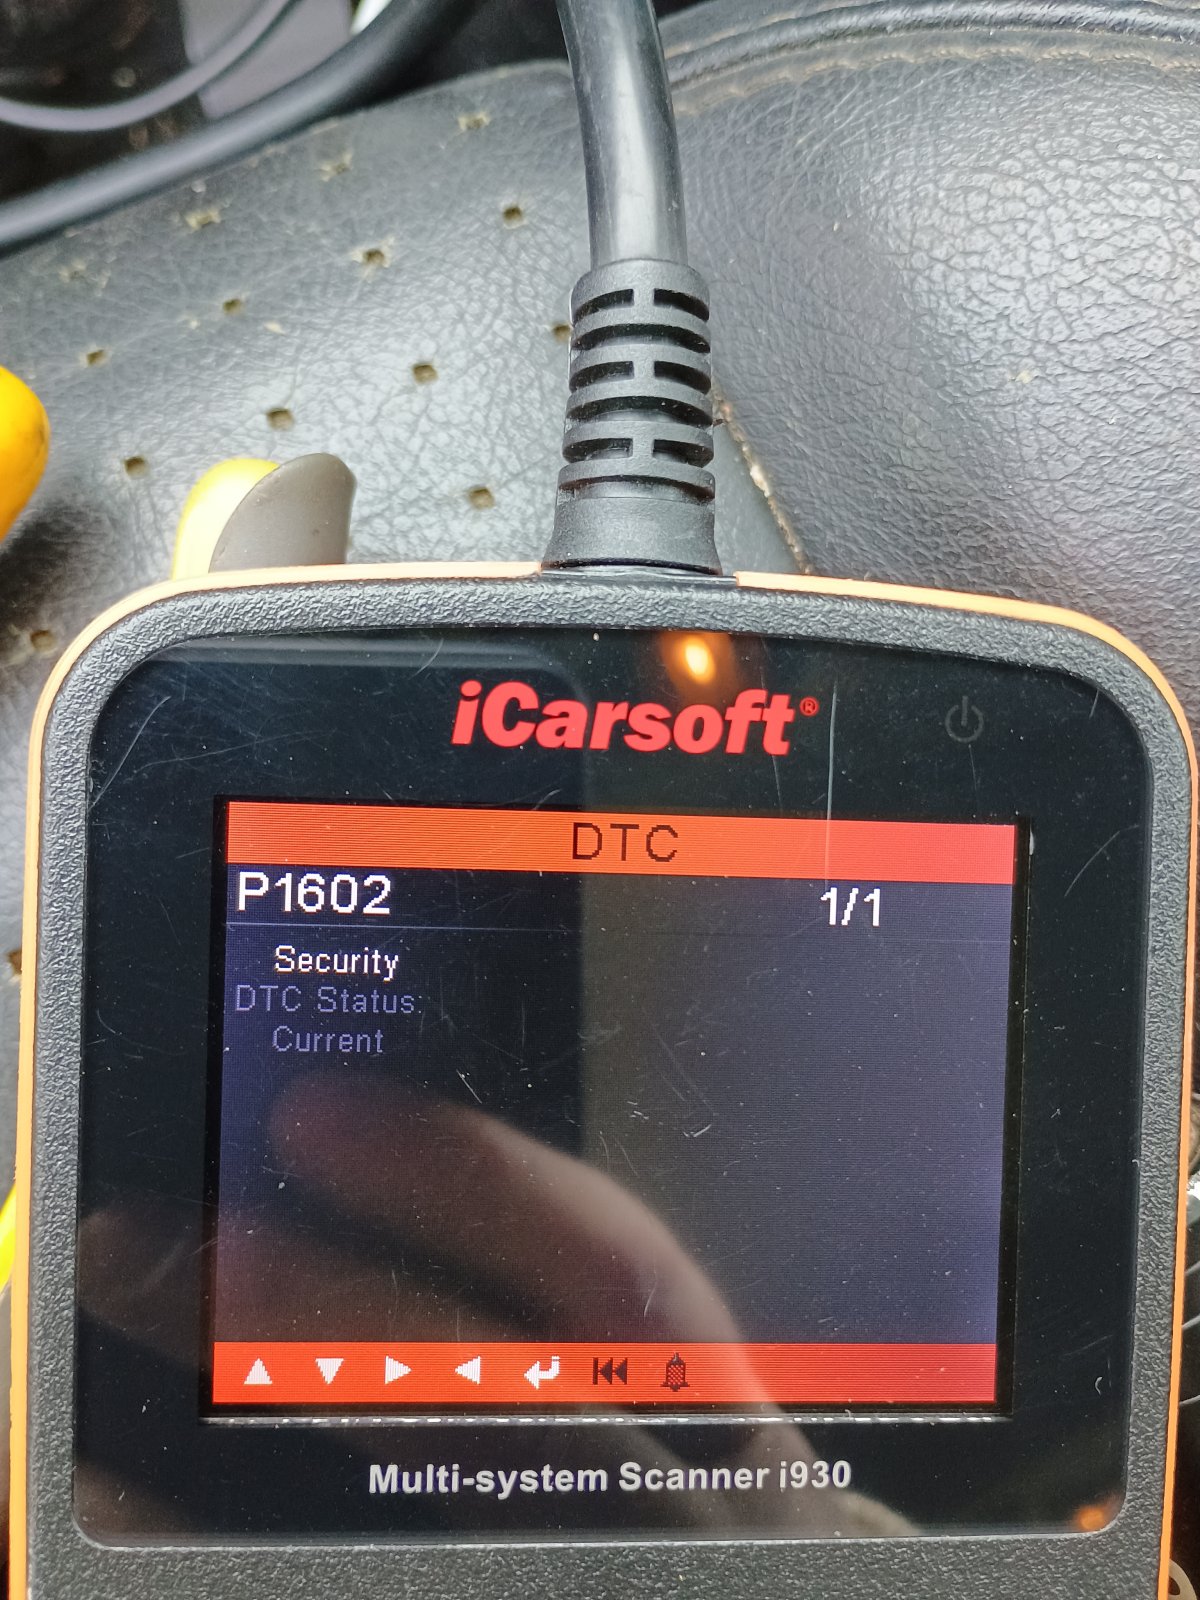 iCarsoft®
DTC
P1602 1/1
Security
DTC Status:
Current
Multi-system Scanner i930